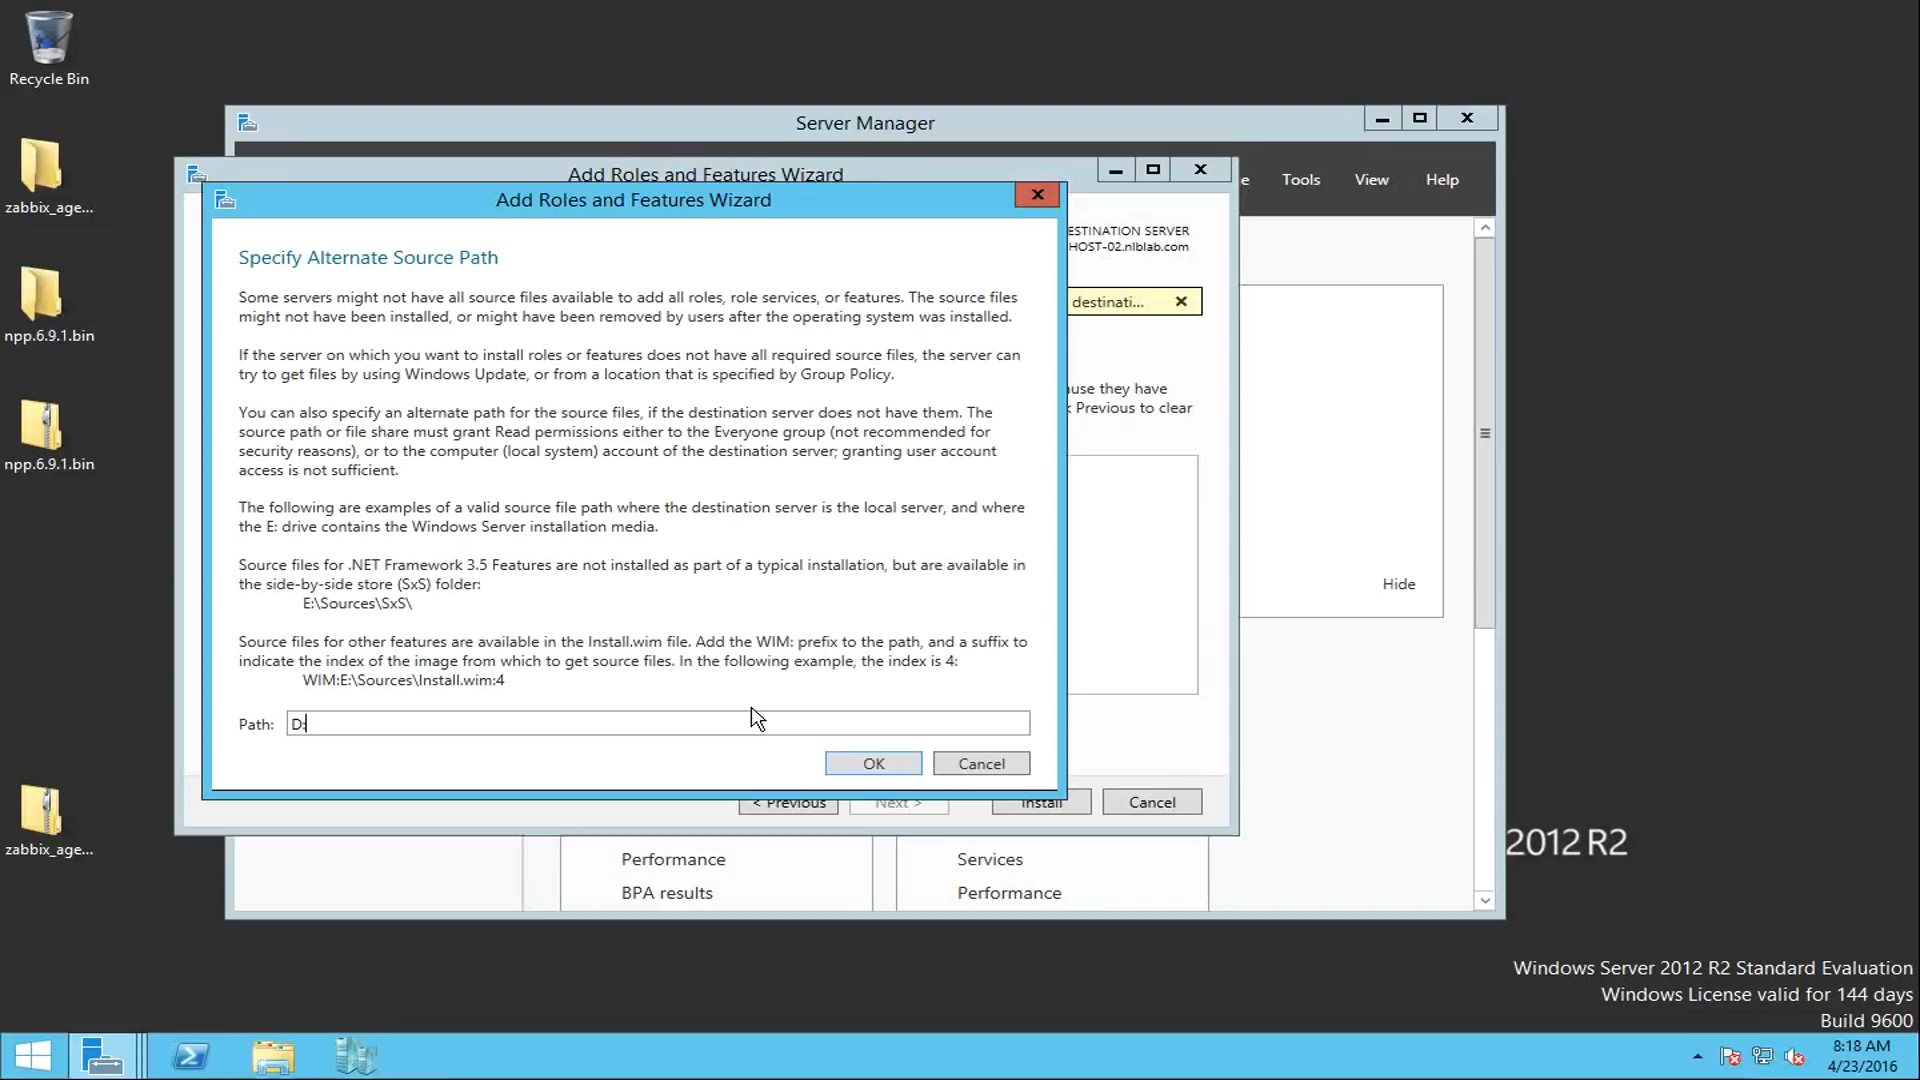 Recycle Bin
zabbix_age...
npp.6.9.1.bin
npp.6.9.1.bin
zabbix_age...
Server Manager
Tools
View
Help
Add Roles and Features Wizard
ESTINATION SERVER
HOST-02.nlblab.com
destinati...
ause they have
Previous to clear
Add Roles and Features Wizard
Specify Alternate Source Path
Some servers might not have all source files available to add all roles, role services, or features. The source files
might not have been installed, or might have been removed by users after the operating system was installed.
If the server on which you want to install roles or features does not have all required source files, the server can
try to get files by using Windows Update, or from a location that is specified by Group Policy.
You can also specify an alternate path for the source files, if the destination server does not have them. The
source path or file share must grant Read permissions either to the Everyone group (not recommended for
security reasons), or to the computer (local system) account of the destination server; granting user account
access is not sufficient.
The following are examples of a valid source file path where the destination server is the local server, and where
the E: drive contains the Windows Server installation media.
Source files for .NET Framework 3.5 Features are not installed as part of a typical installation, but are available in
the side-by-side store (SxS) folder:
E:\Sources\SxS\
Source files for other features are available in the Install.wim file. Add the WIM: prefix to the path, and a suffix to
indicate the index of the image from which to get source files. In the following example, the index is 4:
WIM:E:\Sources\Install.wim:4
Path: D:
OK
Cancel
< Previous
Next >
Install
Cancel
Hide
Performance
BPA results
Services
Performance
2012 R2
Windows Server 2012 R2 Standard Evaluation
Windows License valid for 144 days
Build 9600
8:18 AM
4/23/2016